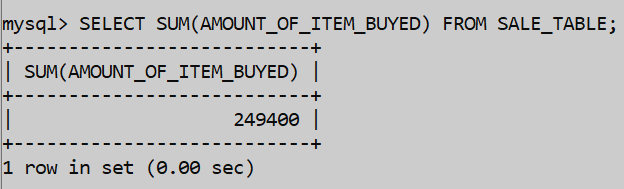 mysql> SELECT SUM(AMOUNT_OF_ITEM_BUYED) FROM SALE_TABLE;
+---------------------------+
| SUM(AMOUNT_OF_ITEM_BUYED) |
+---------------------------+
|                    249400 |
+---------------------------+
1 row in set (0.00 sec)